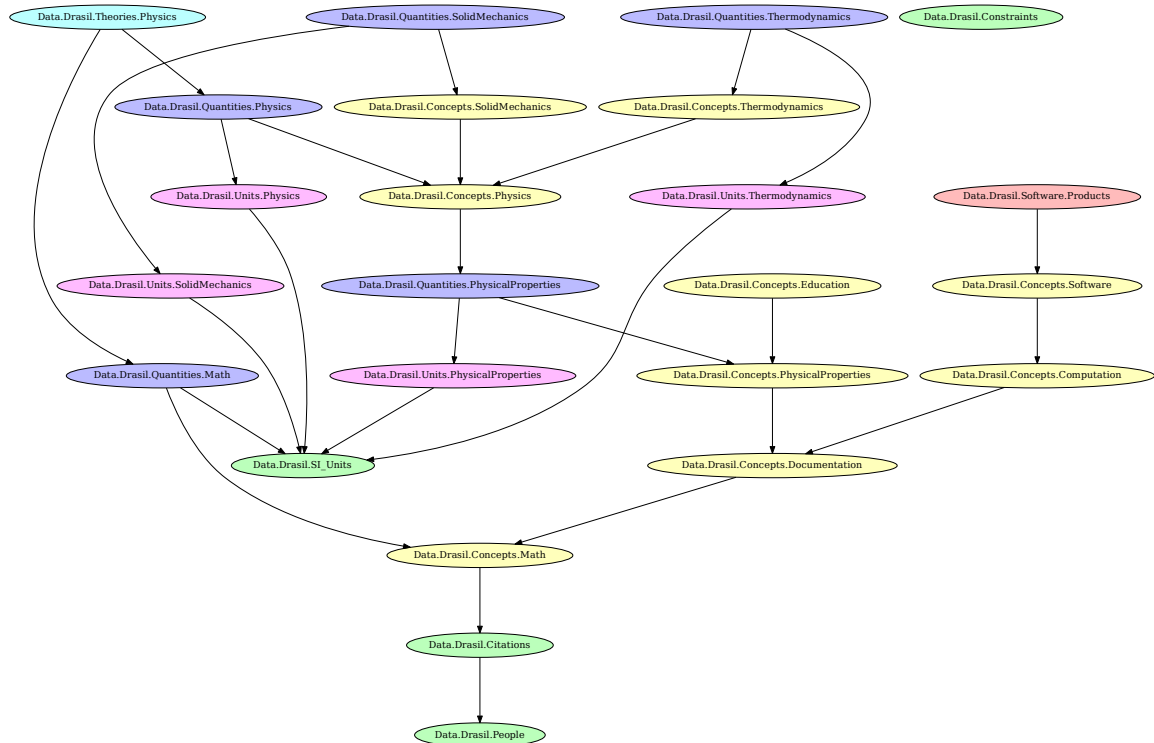 Data.Drasil.Theories.Physics
Data.Drasil.Quantities.SolidMechanics
Data.Drasil.Quantities.Thermodynamics
Data.Drasil.Constraints
Data.Drasil.Quantities.Physics
Data.Drasil.Concepts.SolidMechanics
Data.Drasil.Concepts.Thermodynamics
Data.Drasil.Units.Physics
Data.Drasil.Concepts.Physics
Data.Drasil.Units.Thermodynamics
Data.Drasil.Software.Products
Data.Drasil.Units.SolidMechanics
Data.Drasil.Quantities.PhysicalProperties
Data.Drasil.Concepts.Education
Data.Drasil.Concepts.Software
Data.Drasil.Quantities.Math
Data.Drasil.Units.PhysicalProperties
Data.Drasil.Concepts.PhysicalProperties
Data.Drasil.Concepts.Computation
Data.Drasil.SI_Units
Data.Drasil.Concepts.Documentation
Data.Drasil.Concepts.Math
Data.Drasil.Citations
Data.Drasil.People